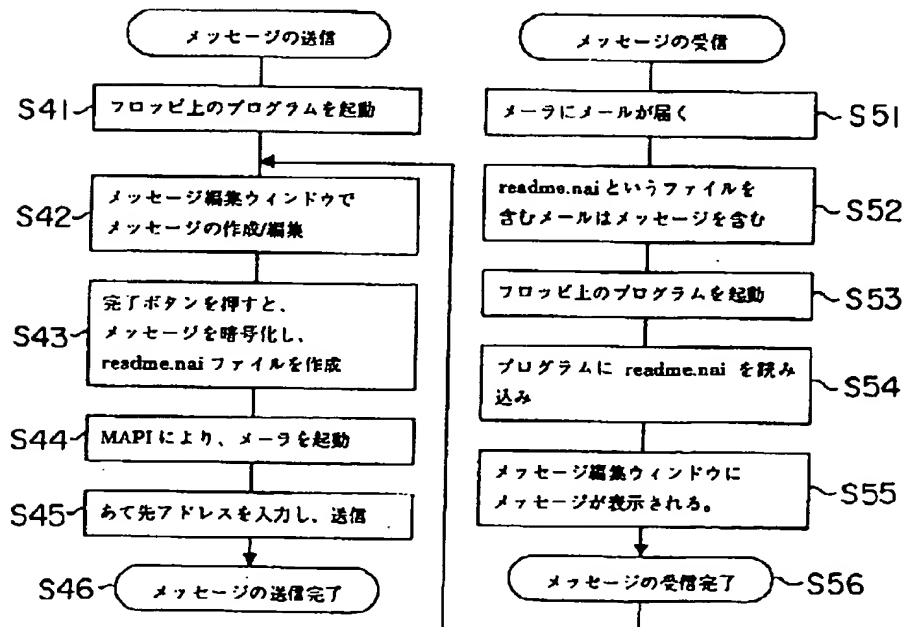 メッセージの送信
S41
フロッピ上のプログラムを起動
S42
メッセージ編集ウィンドウで
メッセージの作成/編集
S43
完了ボタンを押すと、
メッセージを暗号化し、
readme.nai ファイルを作成
S44
MAPIにより、メーラを起動
S45
あて先アドレスを入力し、送信
S46
メッセージの送信完了
メッセージの受信
メーラにメールが届く
S51
readme.naiというファイルを
含むメールはメッセージを含む
S52
フロッピ上のプログラムを起動
S53
プログラムに readme.nai を読み
込み
S54
メッセージ編集ウィンドウに
メッセージが表示される。
S55
メッセージの受信完了
S56